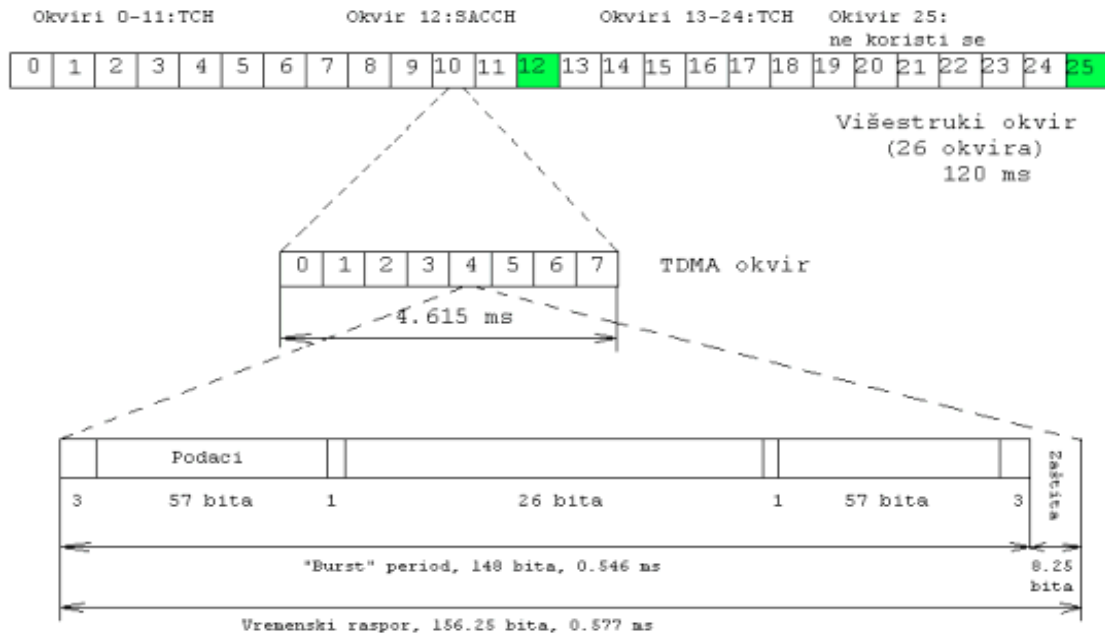 Okviri 0-11:TCH Okvir 12:SACCH Okviri 13-24:TCH Okivir 25:
ne koristi se
0 1 2 3 4 5 6 7 8 9 10 11 12 13 14 15 16 17 18 19 20 21 22 23 24 25
Višestruki okvir
(26 okvira)
120 ms
0 1 2 3 4 5 6 7 TDMA okvir
4.615 ms
Podaci
Zaštita
3 57 bita 1 26 bita 1 57 bita 3
"Burst" period, 148 bita, 0.546 ms
8.25
bita
Vremenski raspor, 156.25 bita, 0.577 ms